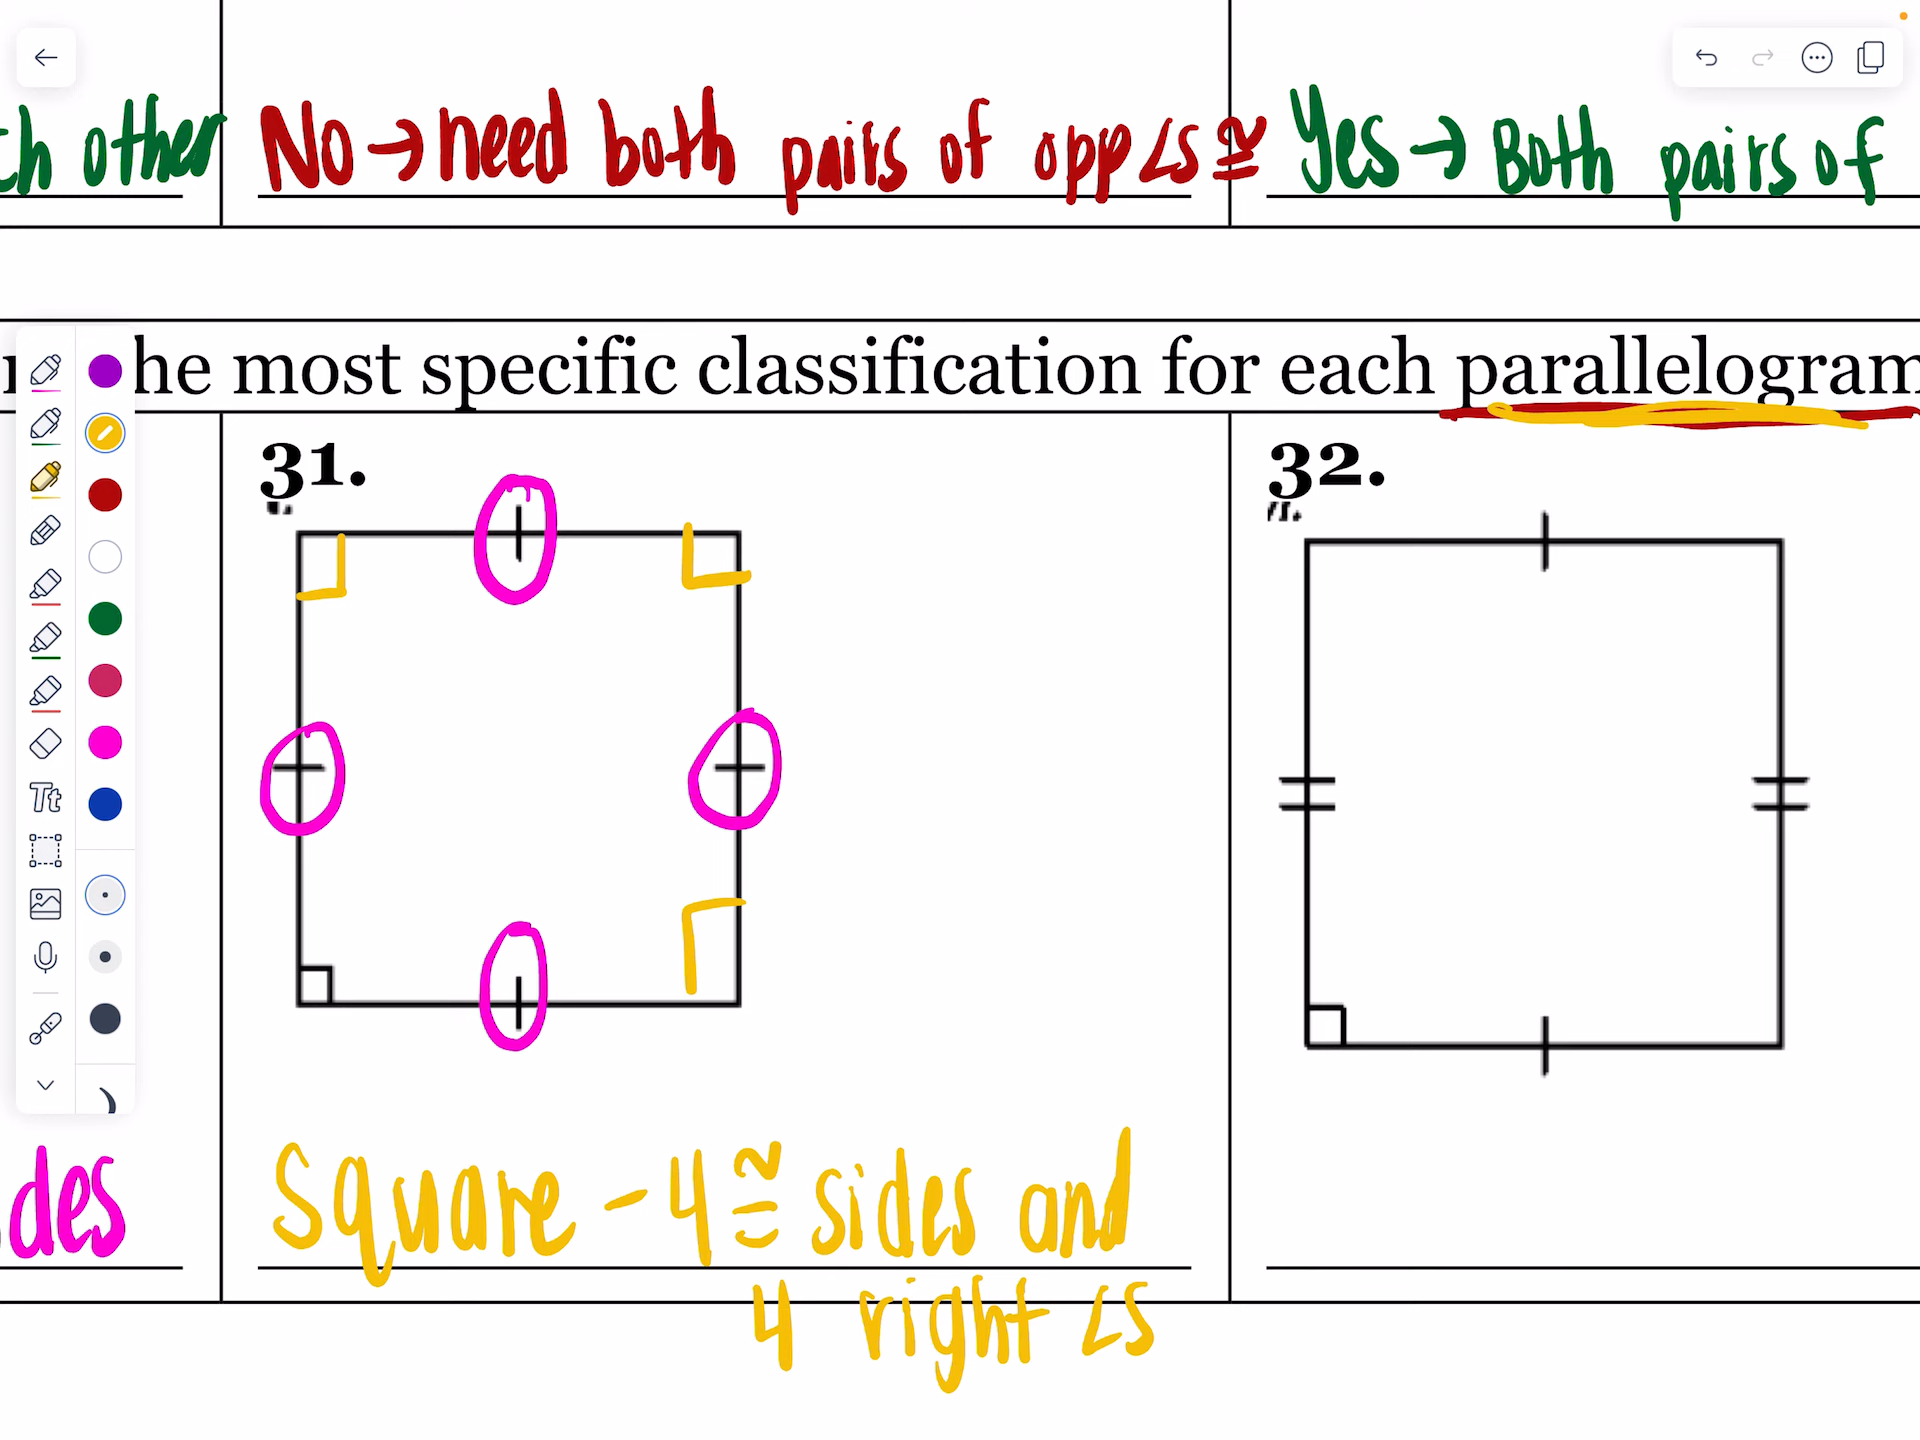 ch other
No → need both pairs of opp ∠s ≅
Yes → Both pairs of
he most specific classification for each parallelogram
31.
32.
Tt
des
Square - 4 ≅ sides and
4 right ∠s